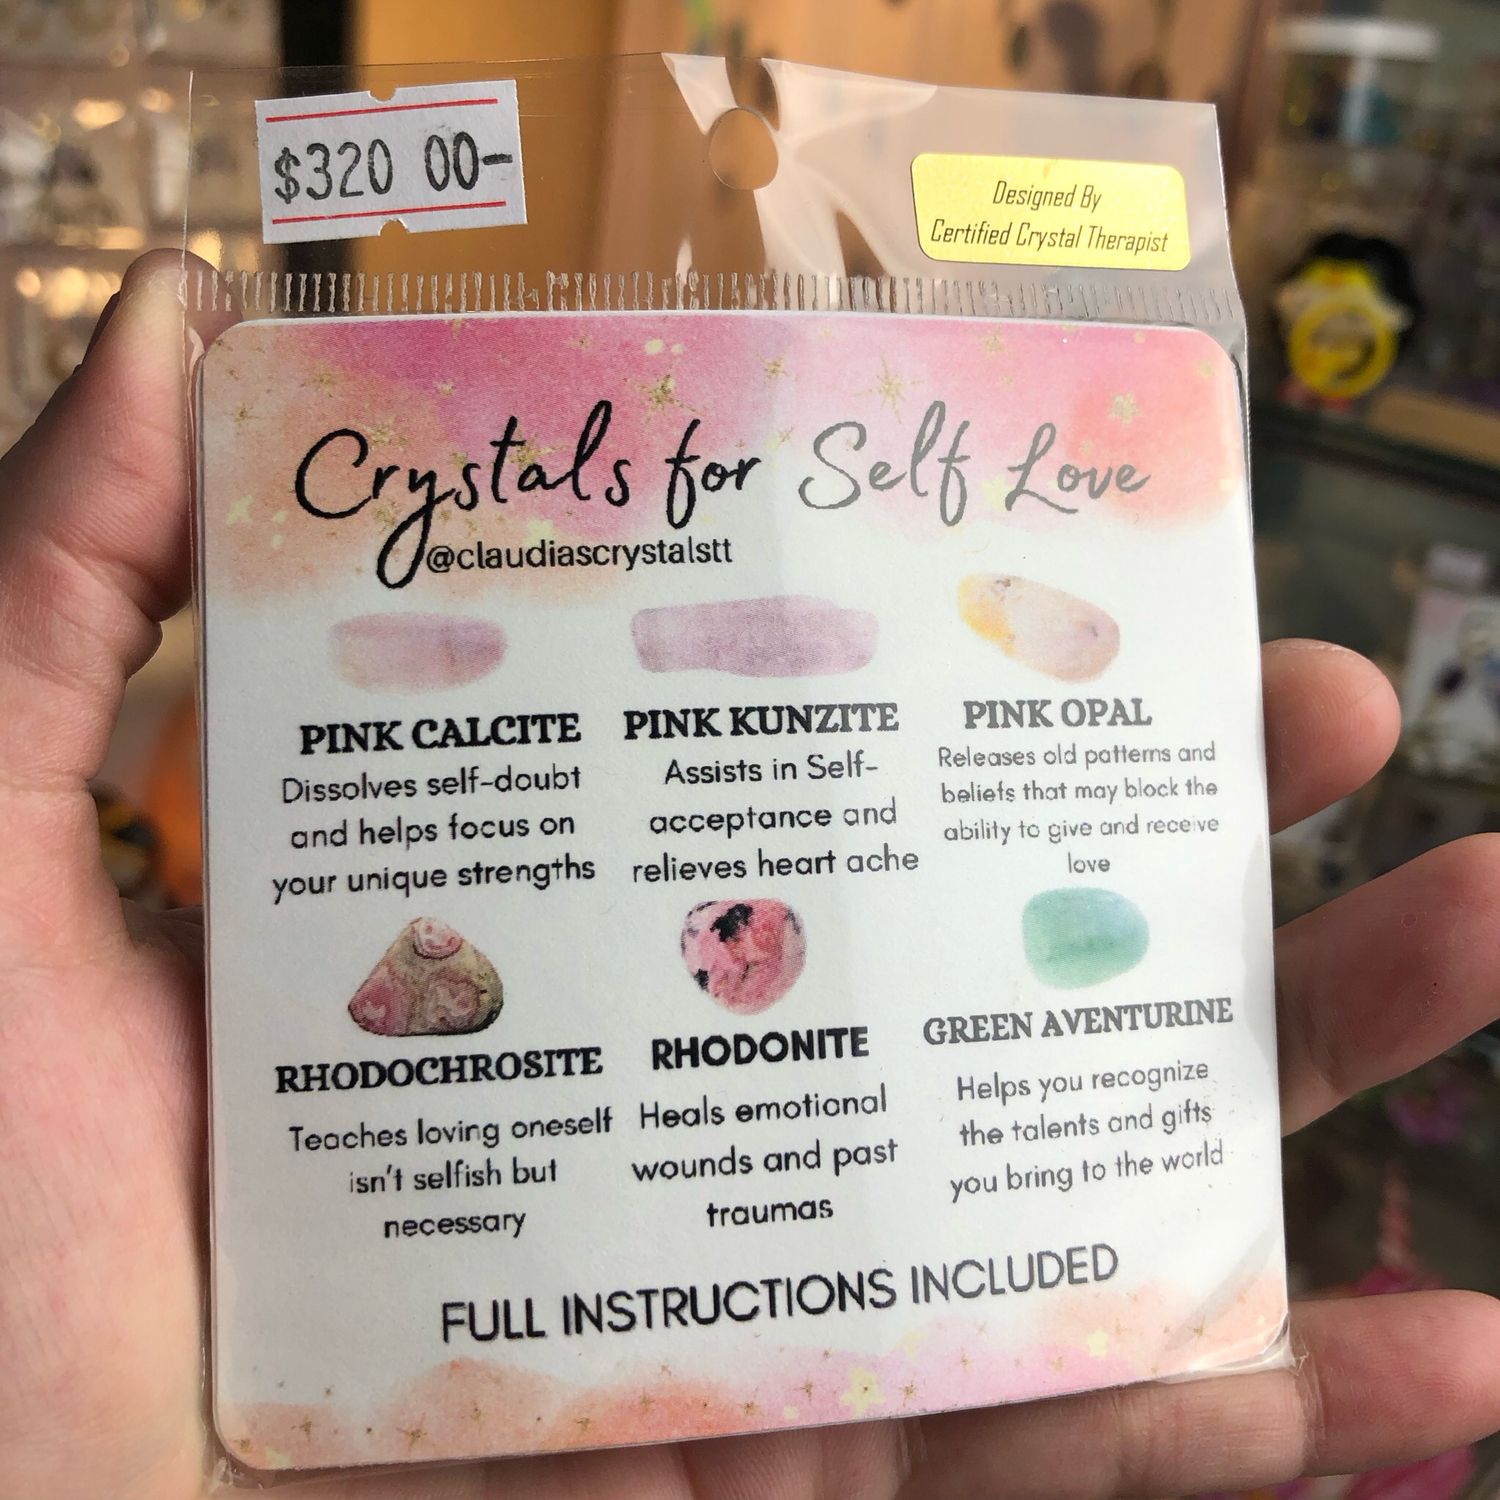 $320 00-
Designed By
Certified Crystal Therapist
Crystals for Self Love
@claudiascrystalstt
PINK CALCITE
Dissolves self-doubt
and helps focus on
your unique strengths
PINK KUNZITE
Assists in Self-
acceptance and
relieves heart ache
PINK OPAL
Releases old patterns and
beliefs that may block the
ability to give and receive
love
RHODOCHROSITE
Teaches loving oneself
isn't selfish but
necessary
RHODONITE
Heals emotional
wounds and past
traumas
GREEN AVENTURINE
Helps you recognize
the talents and gifts
you bring to the world
FULL INSTRUCTIONS INCLUDED